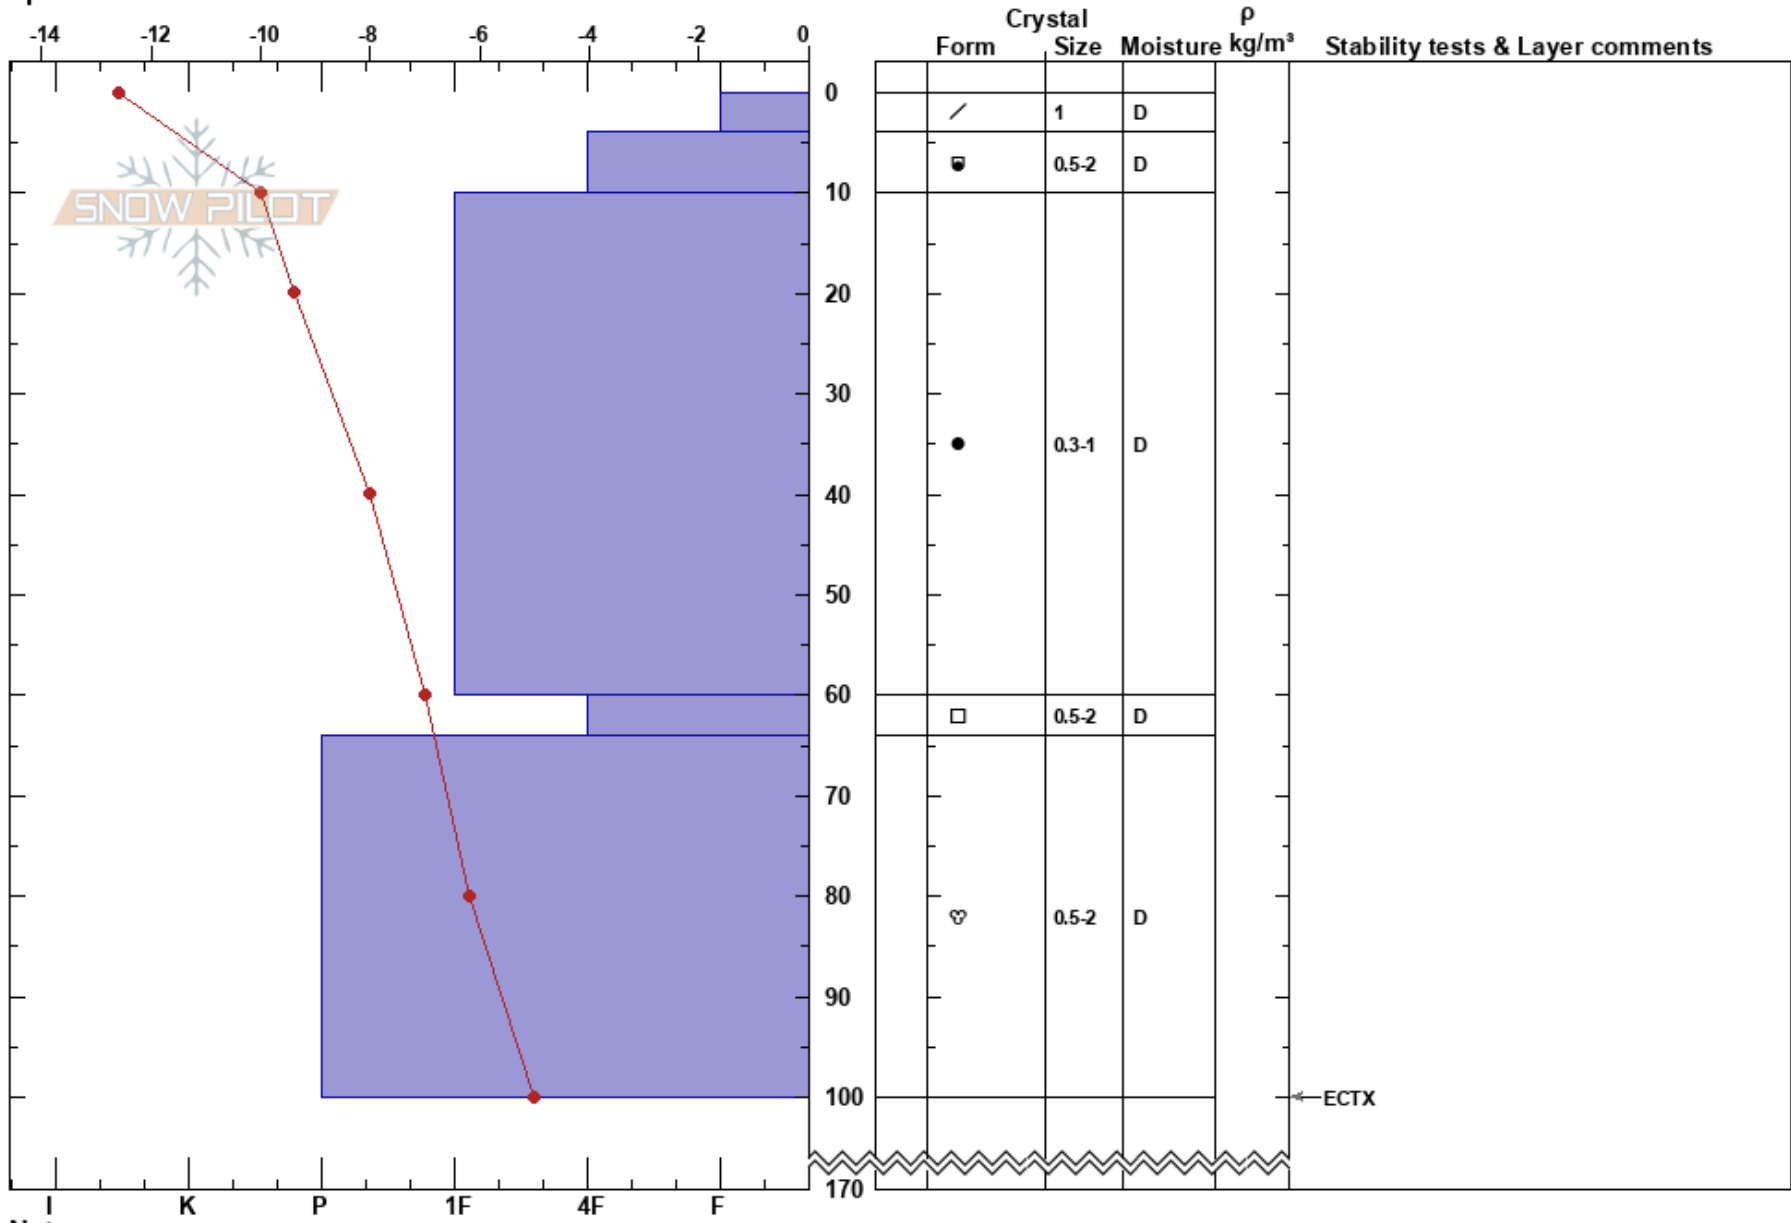 Crystal ρ
-14 -12 -10 -8 -6 -4 -2 0 Form Size Moisture kg/m³ Stability tests & Layer comments
0
1 D
0.5-2 D
10
SNOW PILOT
20
30
0.3-1 D
40
50
60
0.5-2 D
70
80
0.5-2 D
90
100 ECTX
170
I K P 1F 4F F